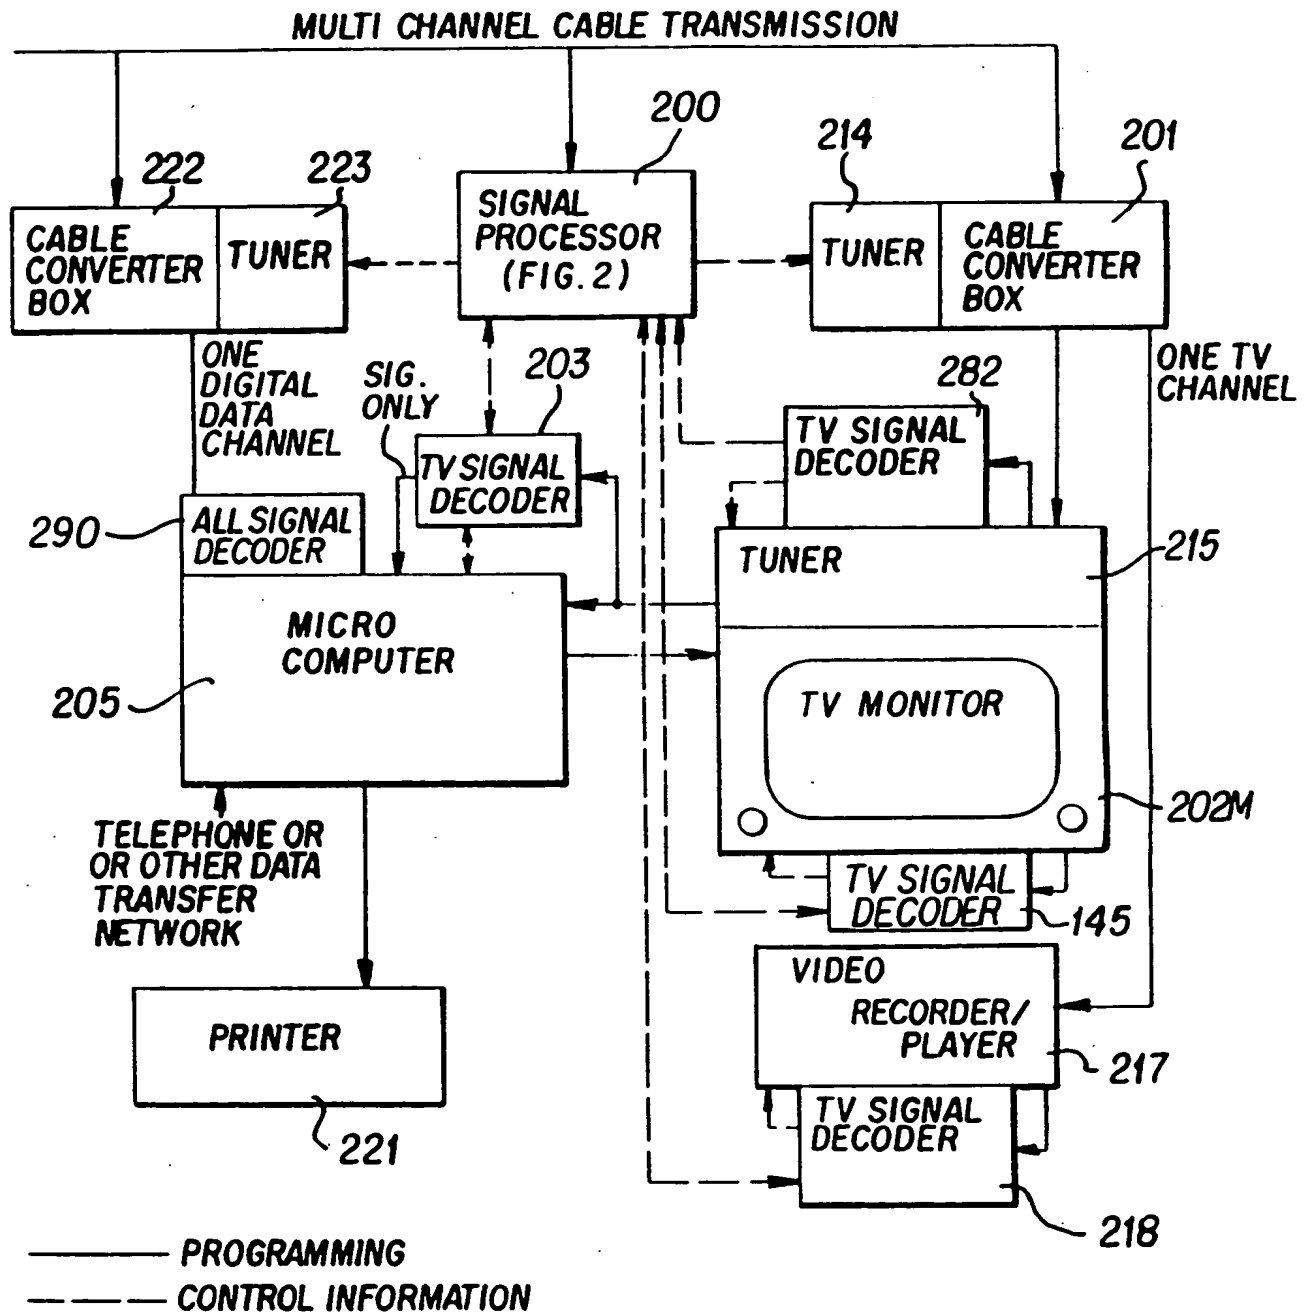 MULTI CHANNEL CABLE TRANSMISSION
200
214
201
222
223
CABLE
CONVERTER
BOX
TUNER
SIGNAL
PROCESSOR
(FIG. 2)
TUNER
CABLE
CONVERTER
BOX
ONE
DIGITAL
DATA
CHANNEL
SIG.
ONLY
203
282
ONE TV
CHANNEL
TV SIGNAL
DECODER
TV SIGNAL
DECODER
290
ALL SIGNAL
DECODER
TUNER
215
MICRO
COMPUTER
205
TV MONITOR
202M
TELEPHONE OR
OR OTHER DATA
TRANSFER
NETWORK
TV SIGNAL
DECODER
145
VIDEO
RECORDER/
PLAYER
217
PRINTER
221
TV SIGNAL
DECODER
218
PROGRAMMING
CONTROL INFORMATION